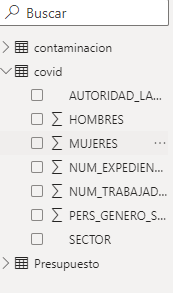 Buscar
contaminacion
covid
AUTORIDAD_LA...
HOMBRES
MUJERES
NUM_EXPEDIEN...
NUM_TRABAJAD...
PERS_GENERO_S...
SECTOR
Presupuesto